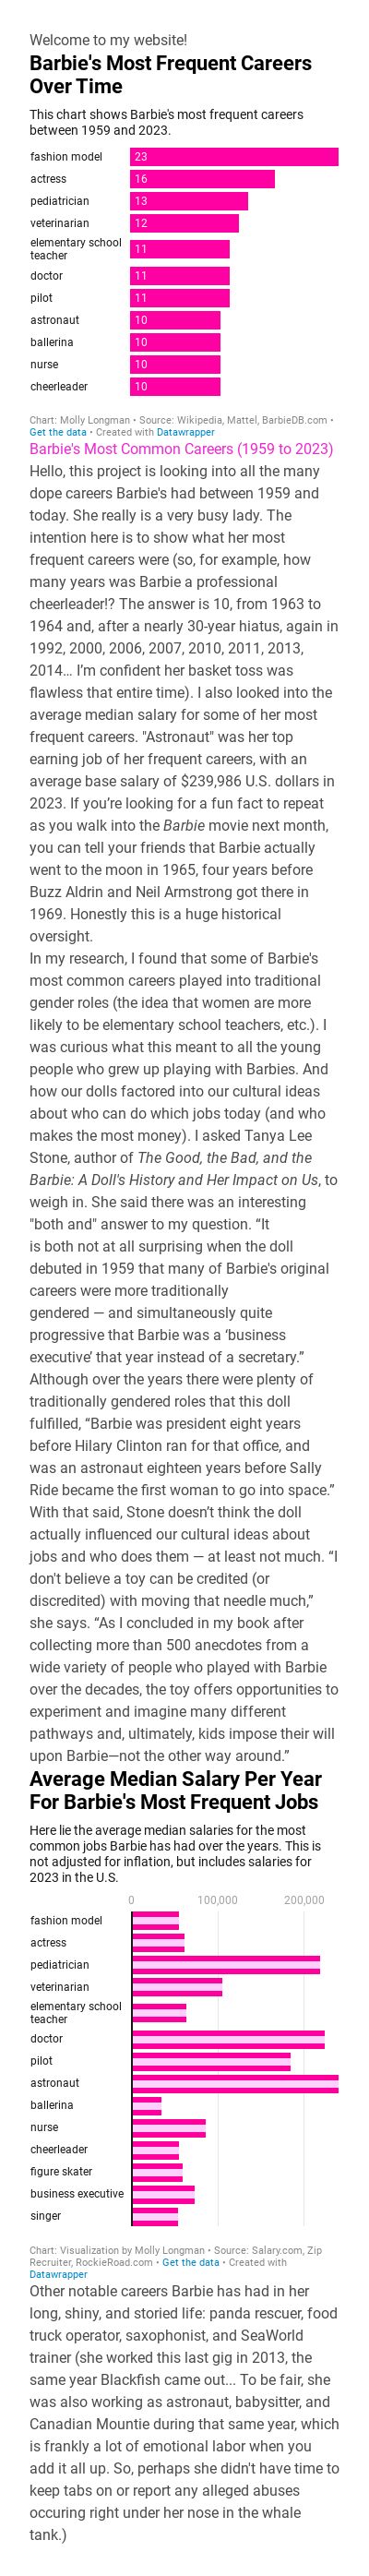 Welcome to my website!
Barbie's Most Frequent Careers
Over Time
This chart shows Barbie's most frequent careers
between 1959 and 2023.
fashion model 23
actress 16
pediatrician 13
veterinarian 12
elementary school
teacher 11
doctor 11
pilot 11
astronaut 10
ballerina 10
nurse 10
cheerleader 10
Chart: Molly Longman • Source: Wikipedia, Mattel, BarbieDB.com •
Get the data • Created with Datawrapper
Barbie's Most Common Careers (1959 to 2023)
Hello, this project is looking into all the many
dope careers Barbie's had between 1959 and
today. She really is a very busy lady. The
intention here is to show what her most
frequent careers were (so, for example, how
many years was Barbie a professional
cheerleader!? The answer is 10, from 1963 to
1964 and, after a nearly 30-year hiatus, again in
1992, 2000, 2006, 2007, 2010, 2011, 2013,
2014... I'm confident her basket toss was
flawless that entire time). I also looked into the
average median salary for some of her most
frequent careers. "Astronaut" was her top
earning job of her frequent careers, with an
average base salary of $239,986 U.S. dollars in
2023. If you're looking for a fun fact to repeat
as you walk into the Barbie movie next month,
you can tell your friends that Barbie actually
went to the moon in 1965, four years before
Buzz Aldrin and Neil Armstrong got there in
1969. Honestly this is a huge historical
oversight.
In my research, I found that some of Barbie's
most common careers played into traditional
gender roles (the idea that women are more
likely to be elementary school teachers, etc.). I
was curious what this meant to all the young
people who grew up playing with Barbies. And
how our dolls factored into our cultural ideas
about who can do which jobs today (and who
makes the most money). I asked Tanya Lee
Stone, author of The Good, the Bad, and the
Barbie: A Doll's History and Her Impact on Us, to
weigh in. She said there was an interesting
"both and" answer to my question. “It
is both not at all surprising when the doll
debuted in 1959 that many of Barbie's original
careers were more traditionally
gendered — and simultaneously quite
progressive that Barbie was a ‘business
executive’ that year instead of a secretary.”
Although over the years there were plenty of
traditionally gendered roles that this doll
fulfilled, “Barbie was president eight years
before Hilary Clinton ran for that office, and
was an astronaut eighteen years before Sally
Ride became the first woman to go into space.”
With that said, Stone doesn’t think the doll
actually influenced our cultural ideas about
jobs and who does them — at least not much. “I
don't believe a toy can be credited (or
discredited) with moving that needle much,”
she says. “As I concluded in my book after
collecting more than 500 anecdotes from a
wide variety of people who played with Barbie
over the decades, the toy offers opportunities to
experiment and imagine many different
pathways and, ultimately, kids impose their will
upon Barbie—not the other way around.”
Average Median Salary Per Year
For Barbie's Most Frequent Jobs
Here lie the average median salaries for the most
common jobs Barbie has had over the years. This is
not adjusted for inflation, but includes salaries for
2023 in the U.S.
0 100,000 200,000
fashion model
actress
pediatrician
veterinarian
elementary school
teacher
doctor
pilot
astronaut
ballerina
nurse
cheerleader
figure skater
business executive
singer
Chart: Visualization by Molly Longman • Source: Salary.com, Zip
Recruiter, RockieRoad.com • Get the data • Created with
Datawrapper
Other notable careers Barbie has had in her
long, shiny, and storied life: panda rescuer, food
truck operator, saxophonist, and SeaWorld
trainer (she worked this last gig in 2013, the
same year Blackfish came out... To be fair, she
was also working as astronaut, babysitter, and
Canadian Mountie during that same year, which
is frankly a lot of emotional labor when you
add it all up. So, perhaps she didn't have time to
keep tabs on or report any alleged abuses
occuring right under her nose in the whale
tank.)